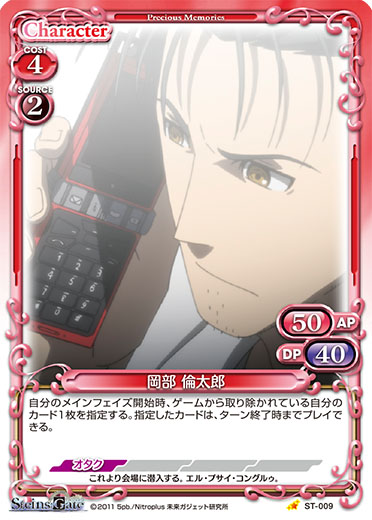 Precious Memories
Character
COST
4
SOURCE
2
50 AP
DP 40
岡部 倫太郎
自分のメインフェイズ開始時、ゲームから取り除かれている自分の
カード1枚を指定する。指定したカードは、ターン終了時までプレイで
きる。
オタク
これより会場に潜入する。エル・プサイ・コングルゥ。
Steins;Gate
©2011 5pb./Nitroplus 未来ガジェット研究所
ST-009